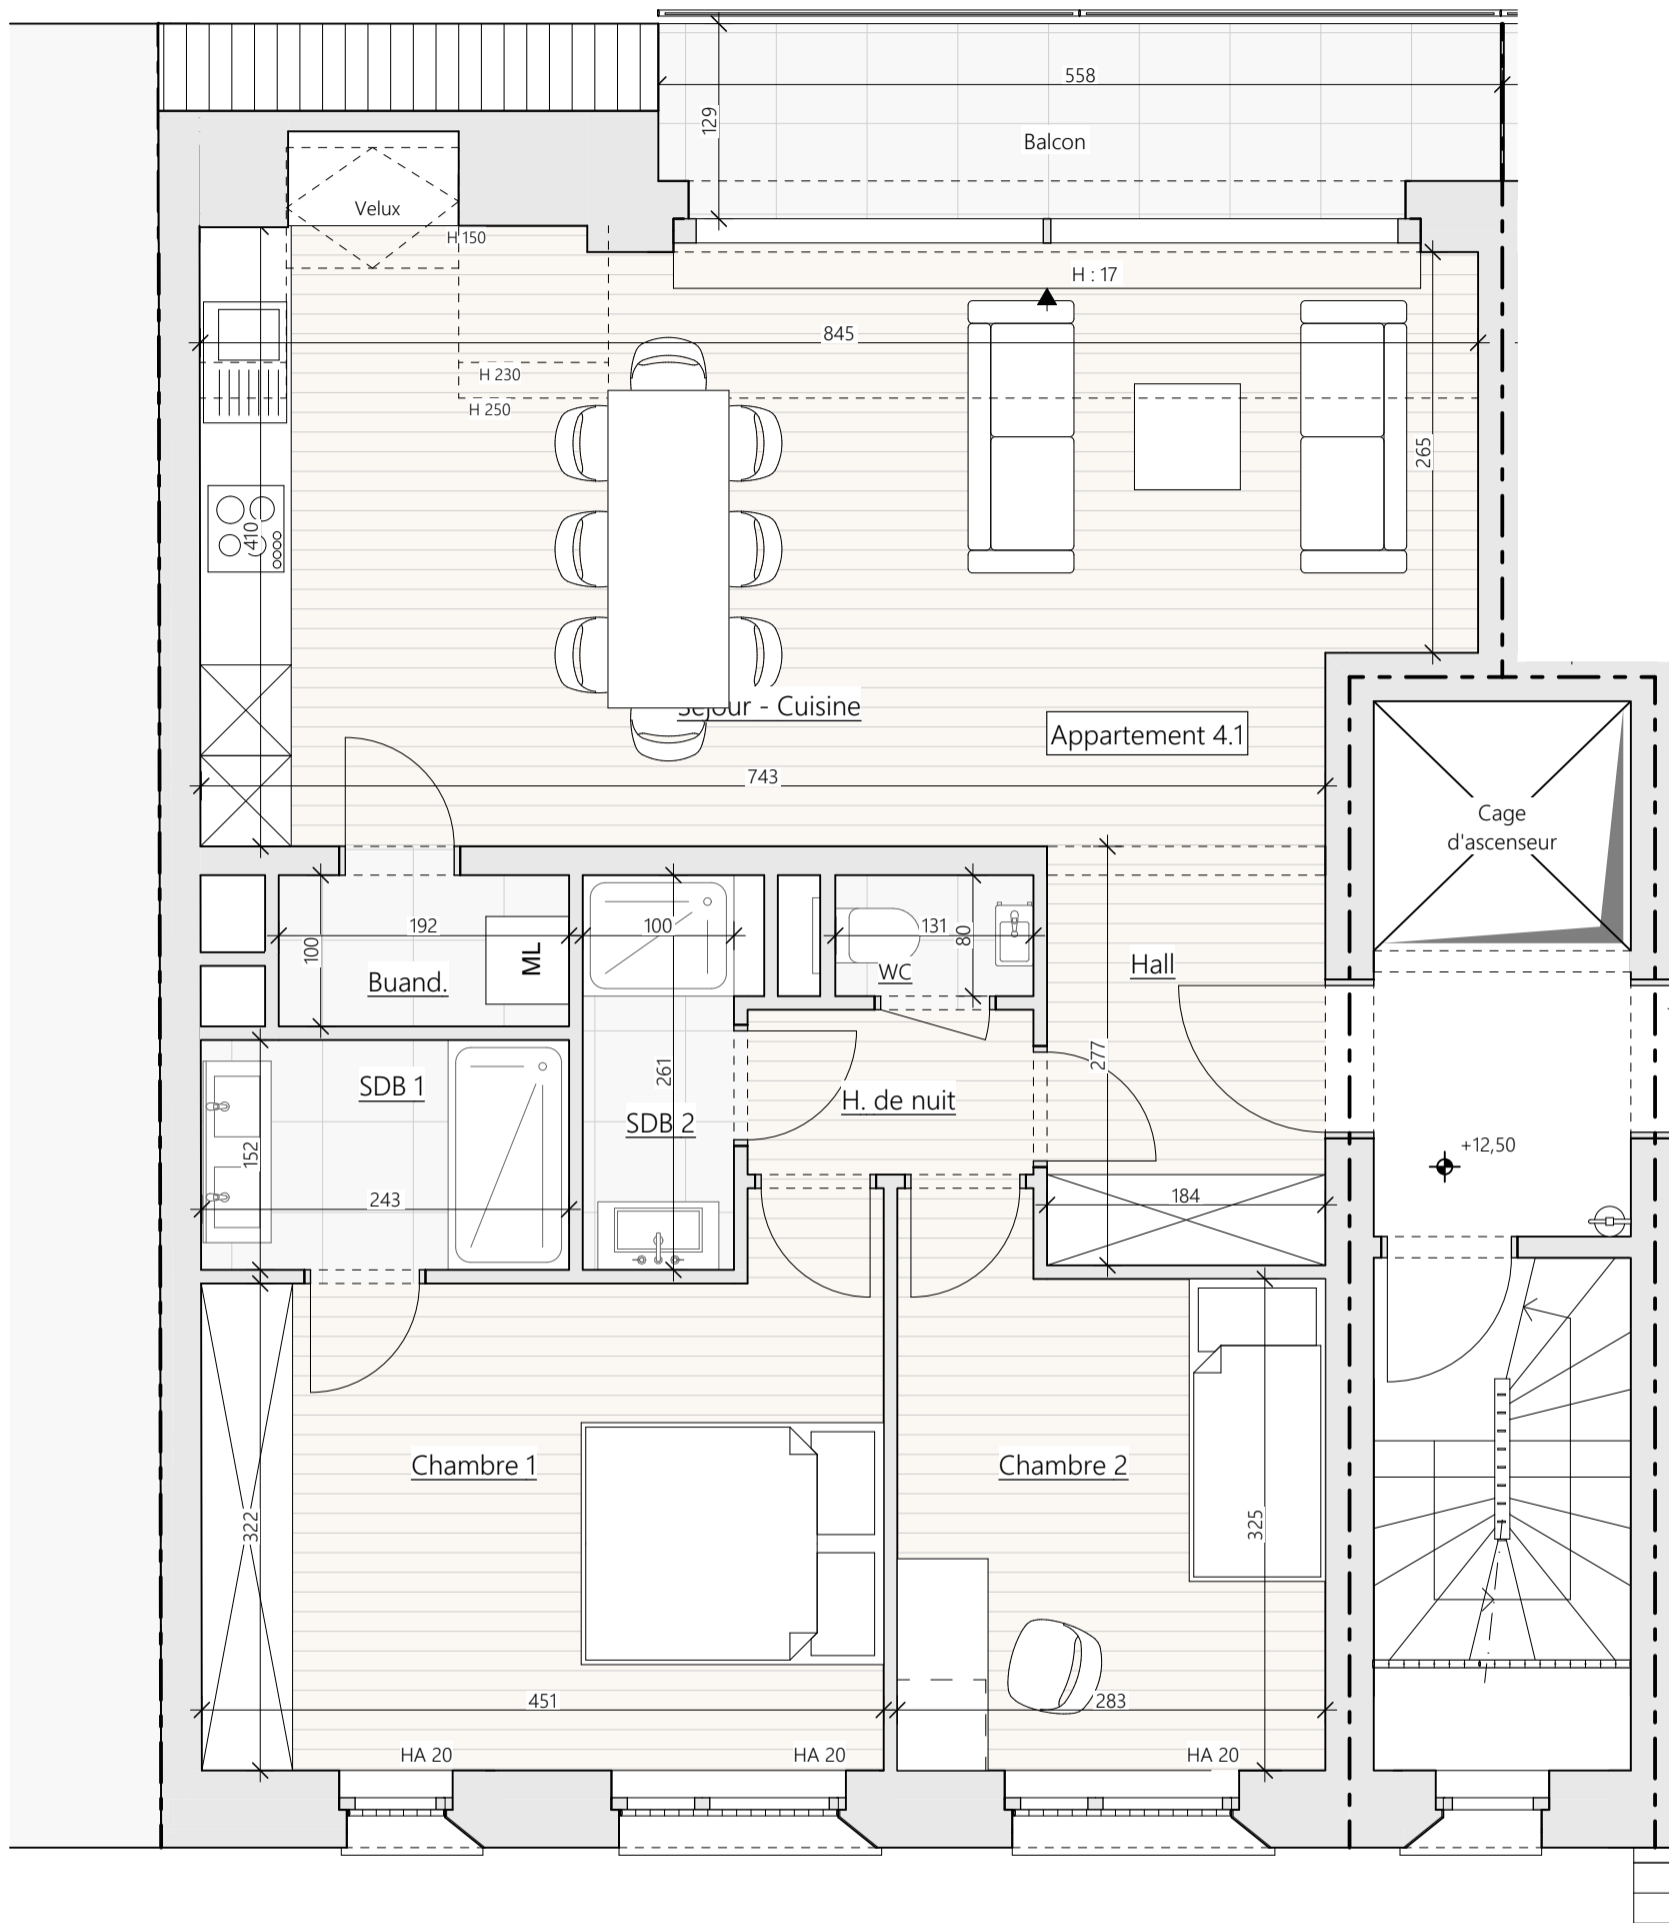 558
129
Balcon
Velux
H 150
H : 17
845
H 230
H 250
265
410
Séjour - Cuisine
Appartement 4.1
743
Cage
d'ascenseur
192
100
131
80
100
ML
WC
Hall
Buand.
277
261
SDB 1
H. de nuit
SDB 2
152
+12,50
243
184
Chambre 1
Chambre 2
322
325
451
283
HA 20
HA 20
HA 20